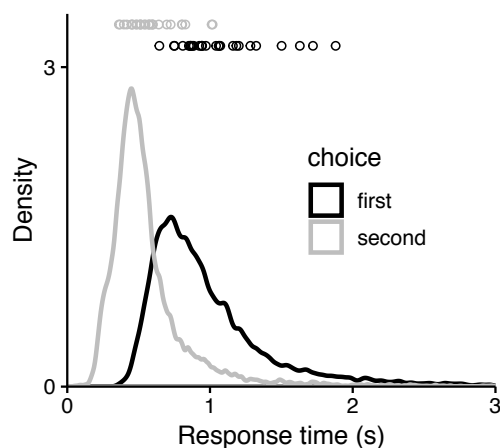 3
Density
choice
first
second
0
0 1 2 3
Response time (s)